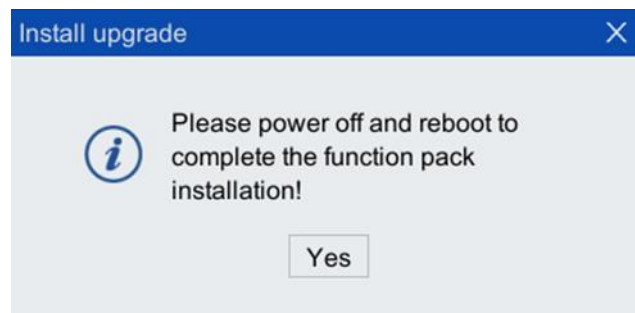 Install upgrade
Please power off and reboot to
complete the function pack
installation!
Yes